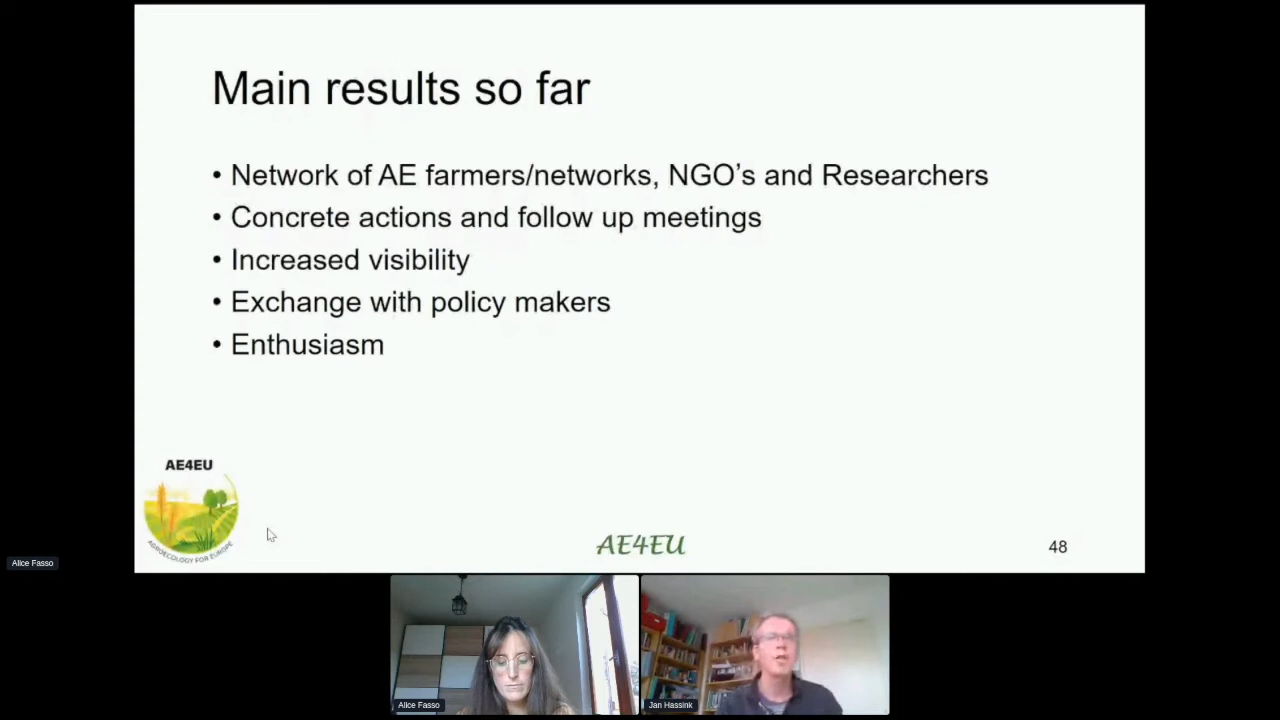 Main results so far
• Network of AE farmers/networks, NGO's and Researchers
• Concrete actions and follow up meetings
• Increased visibility
• Exchange with policy makers
• Enthusiasm
AE4EU
AGROECOLOGY FOR EUROPE
AE4EU
48
Alice Fasso
Alice Fasso
Jan Hassink